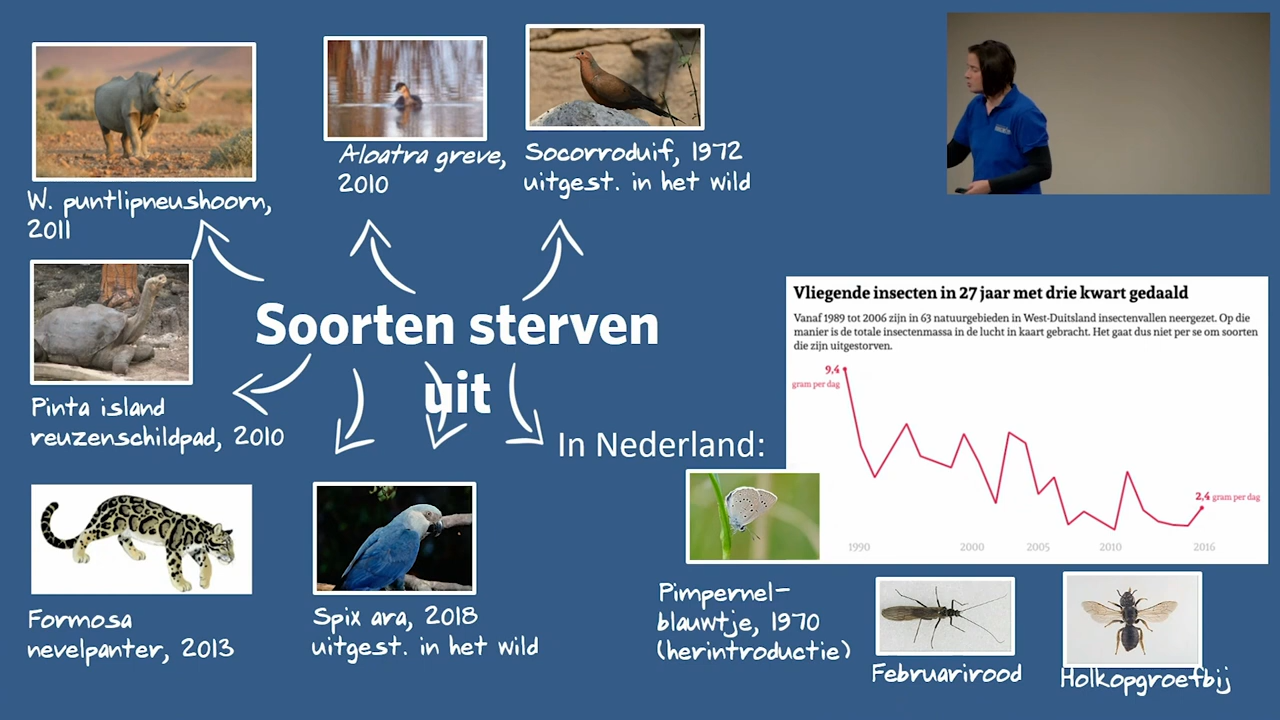 W. puntlipneushoorn,
2011
Aloatra greve,
2010
Socorroduif, 1972
uitgest. in het wild
Soorten sterven
uit
Pinta island
reuzenschildpad, 2010
Formosa
nevelpanter, 2013
Spix ara, 2018
uitgest. in het wild
In Nederland:
Vliegende insecten in 27 jaar met drie kwart gedaald
Vanaf 1989 tot 2006 zijn in 63 natuurgebieden in West-Duitsland insectenvallen neergezet. Op die
manier is de totale insectenmassa in de lucht in kaart gebracht. Het gaat dus niet per se om soorten
die zijn uitgestorven.
9,4
gram per dag
2,4 gram per dag
1990 2000 2005 2010 2016
Pimpernel-
blauwtje, 1970
(herintroductie)
Februarirood
Holkopgroefbij